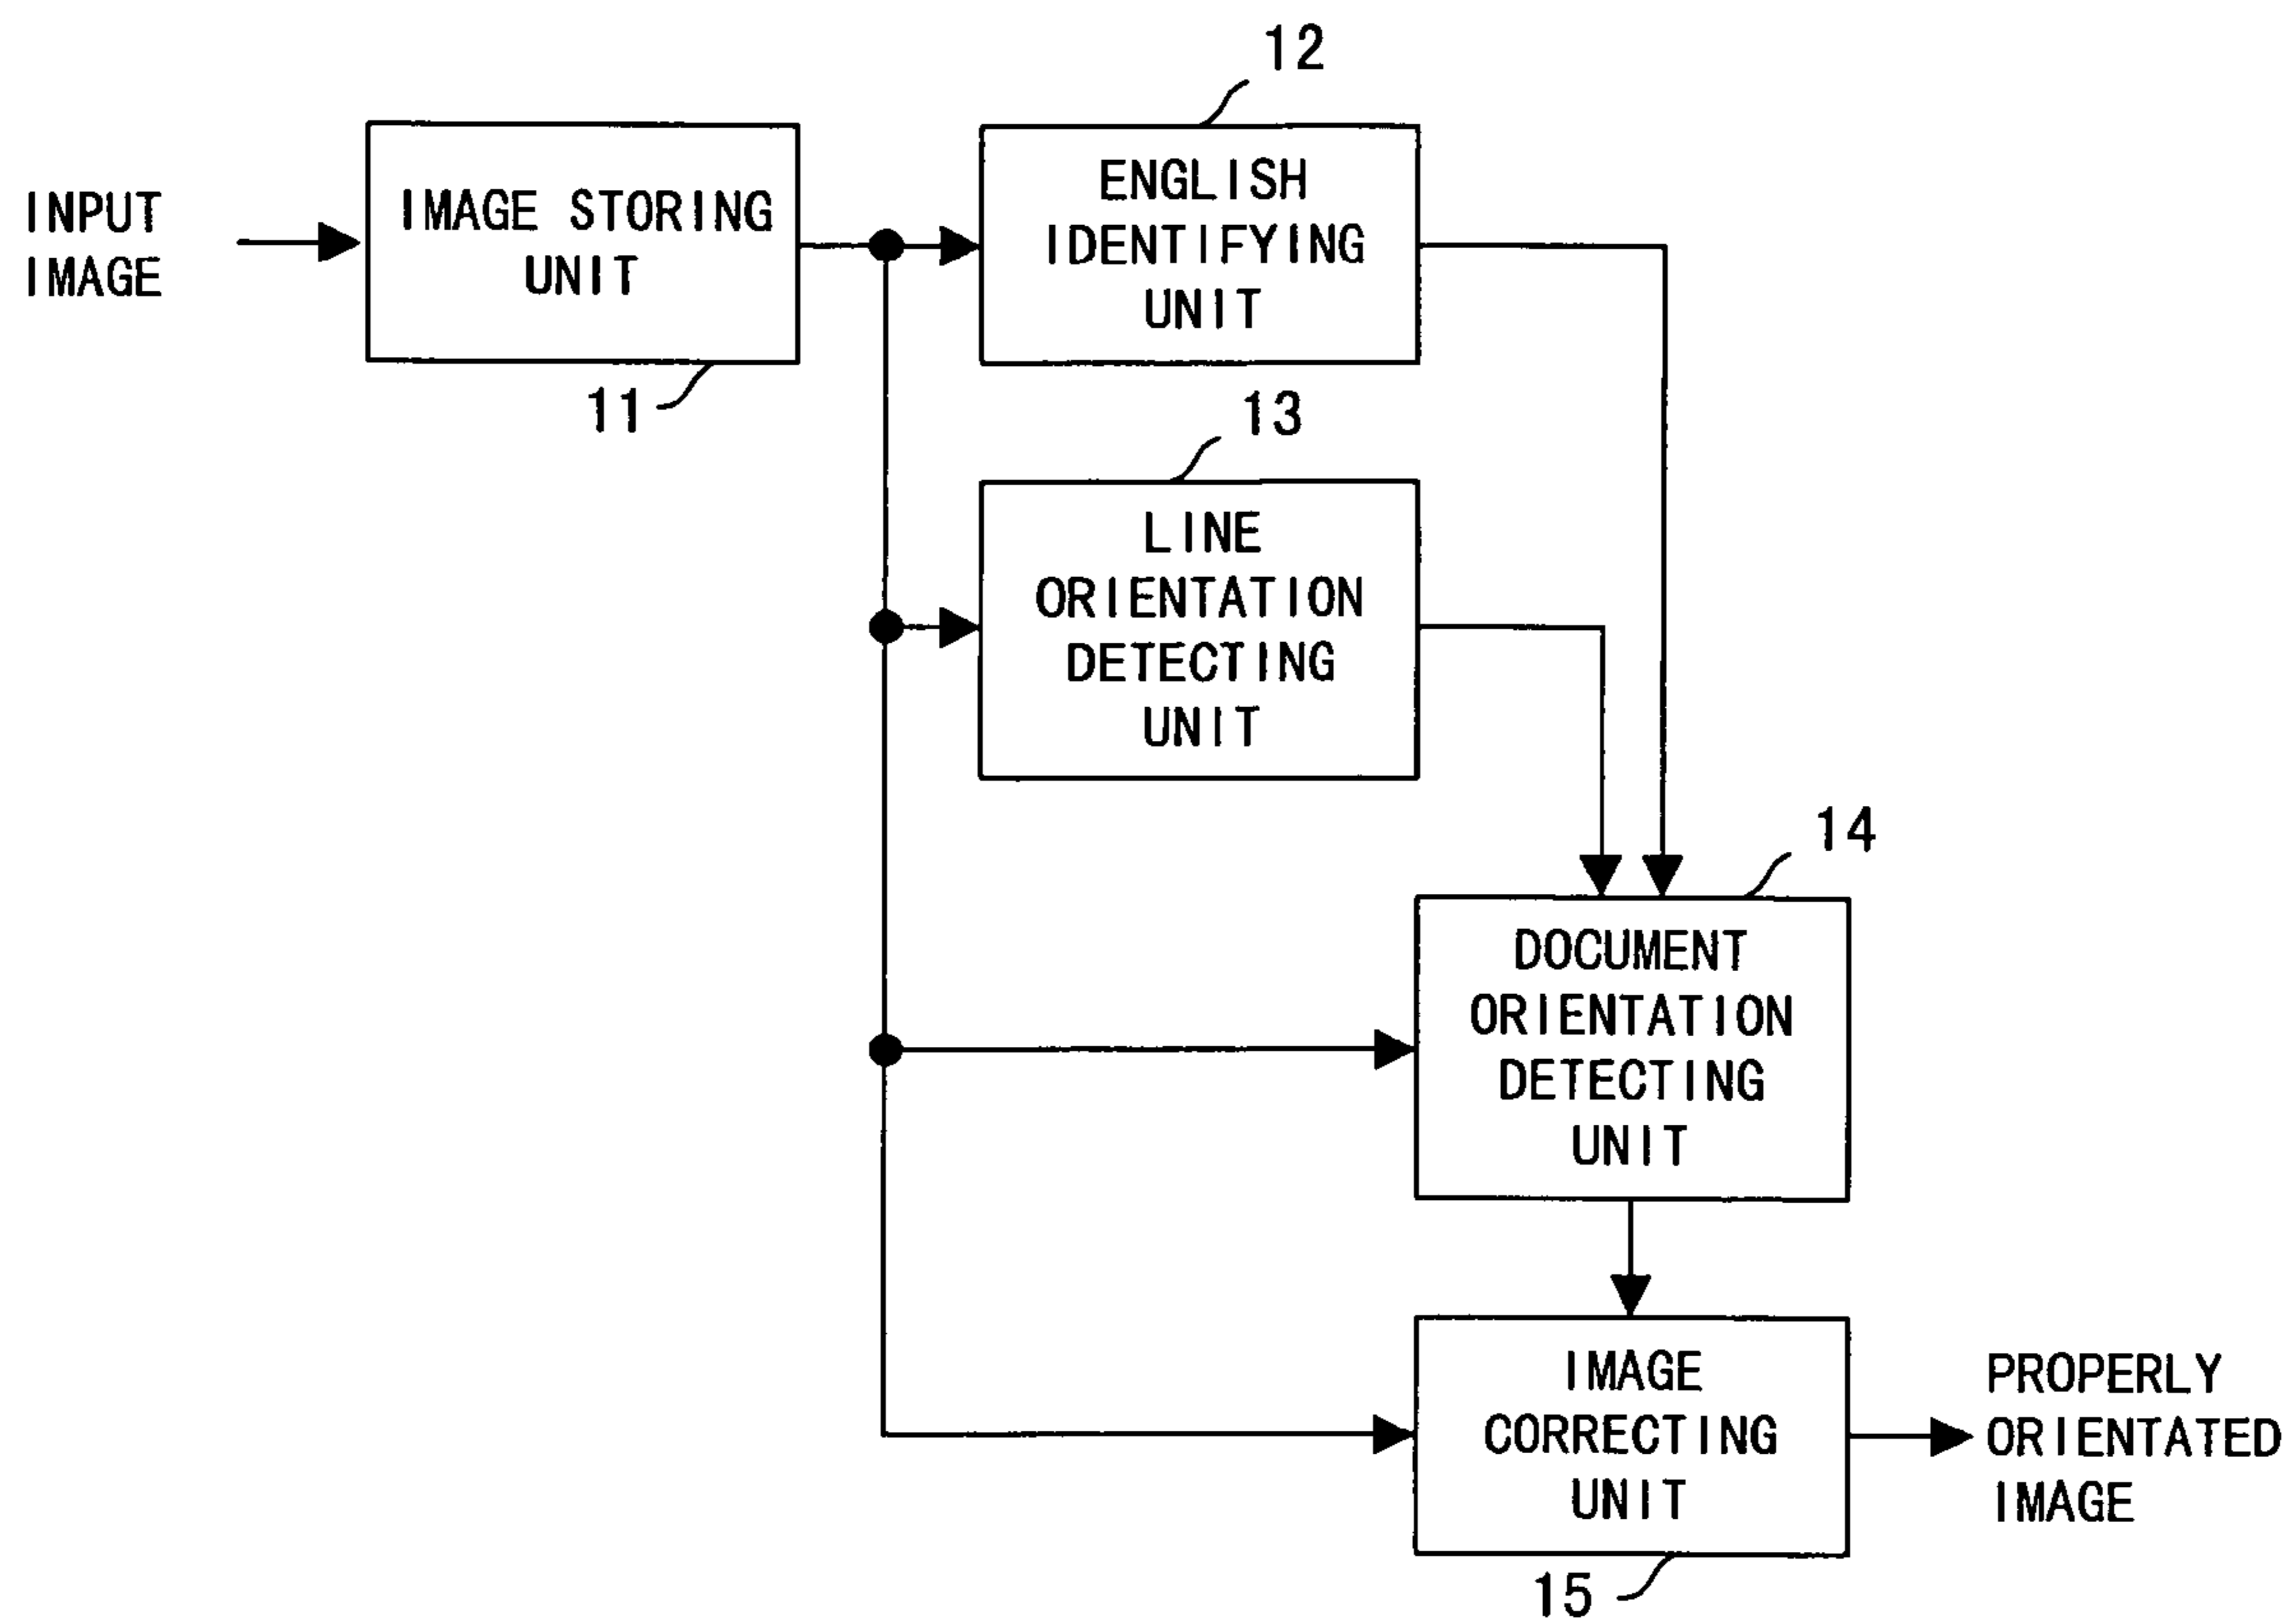 12
INPUT
IMAGE
IMAGE STORING
UNIT
11
ENGLISH
IDENTIFYING
UNIT
13
LINE
ORIENTATION
DETECTING
UNIT
14
DOCUMENT
ORIENTATION
DETECTING
UNIT
IMAGE
CORRECTING
UNIT
15
PROPERLY
ORIENTATED
IMAGE